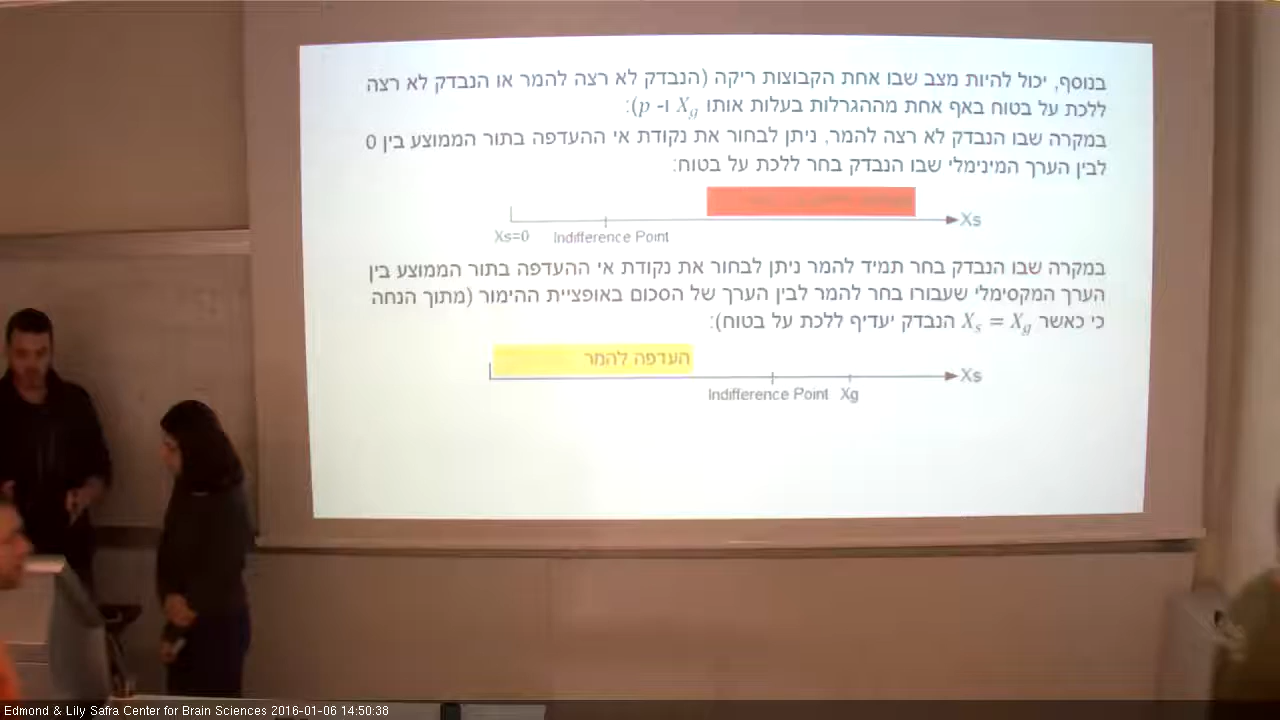 בנוסף, יכול להיות מצב שבו אחת הקבוצות ריקה (הנבדק לא רצה להמר או הנבדק לא רצה
ללכת על בטוח באף אחת מההגרלות בעלות אותו Xg ו- p):
במקרה שבו הנבדק לא רצה להמר, ניתן לבחור את נקודת אי ההעדפה בתור הממוצע בין 0
לבין הערך המינימלי שבו הנבדק בחר ללכת על בטוח:
Xs
Xs=0 Indifference Point
במקרה שבו הנבדק בחר תמיד להמר ניתן לבחור את נקודת אי ההעדפה בתור הממוצע בין
הערך המקסימלי שעבורו בחר להמר לבין הערך של הסכום באופציית ההימור (מתוך הנחה
כי כאשר Xs = Xg הנבדק יעדיף ללכת על בטוח):
העדפה להמר
Xs
Indifference Point Xg
Edmond & Lily Safra Center for Brain Sciences 2016-01-06 14:50:38